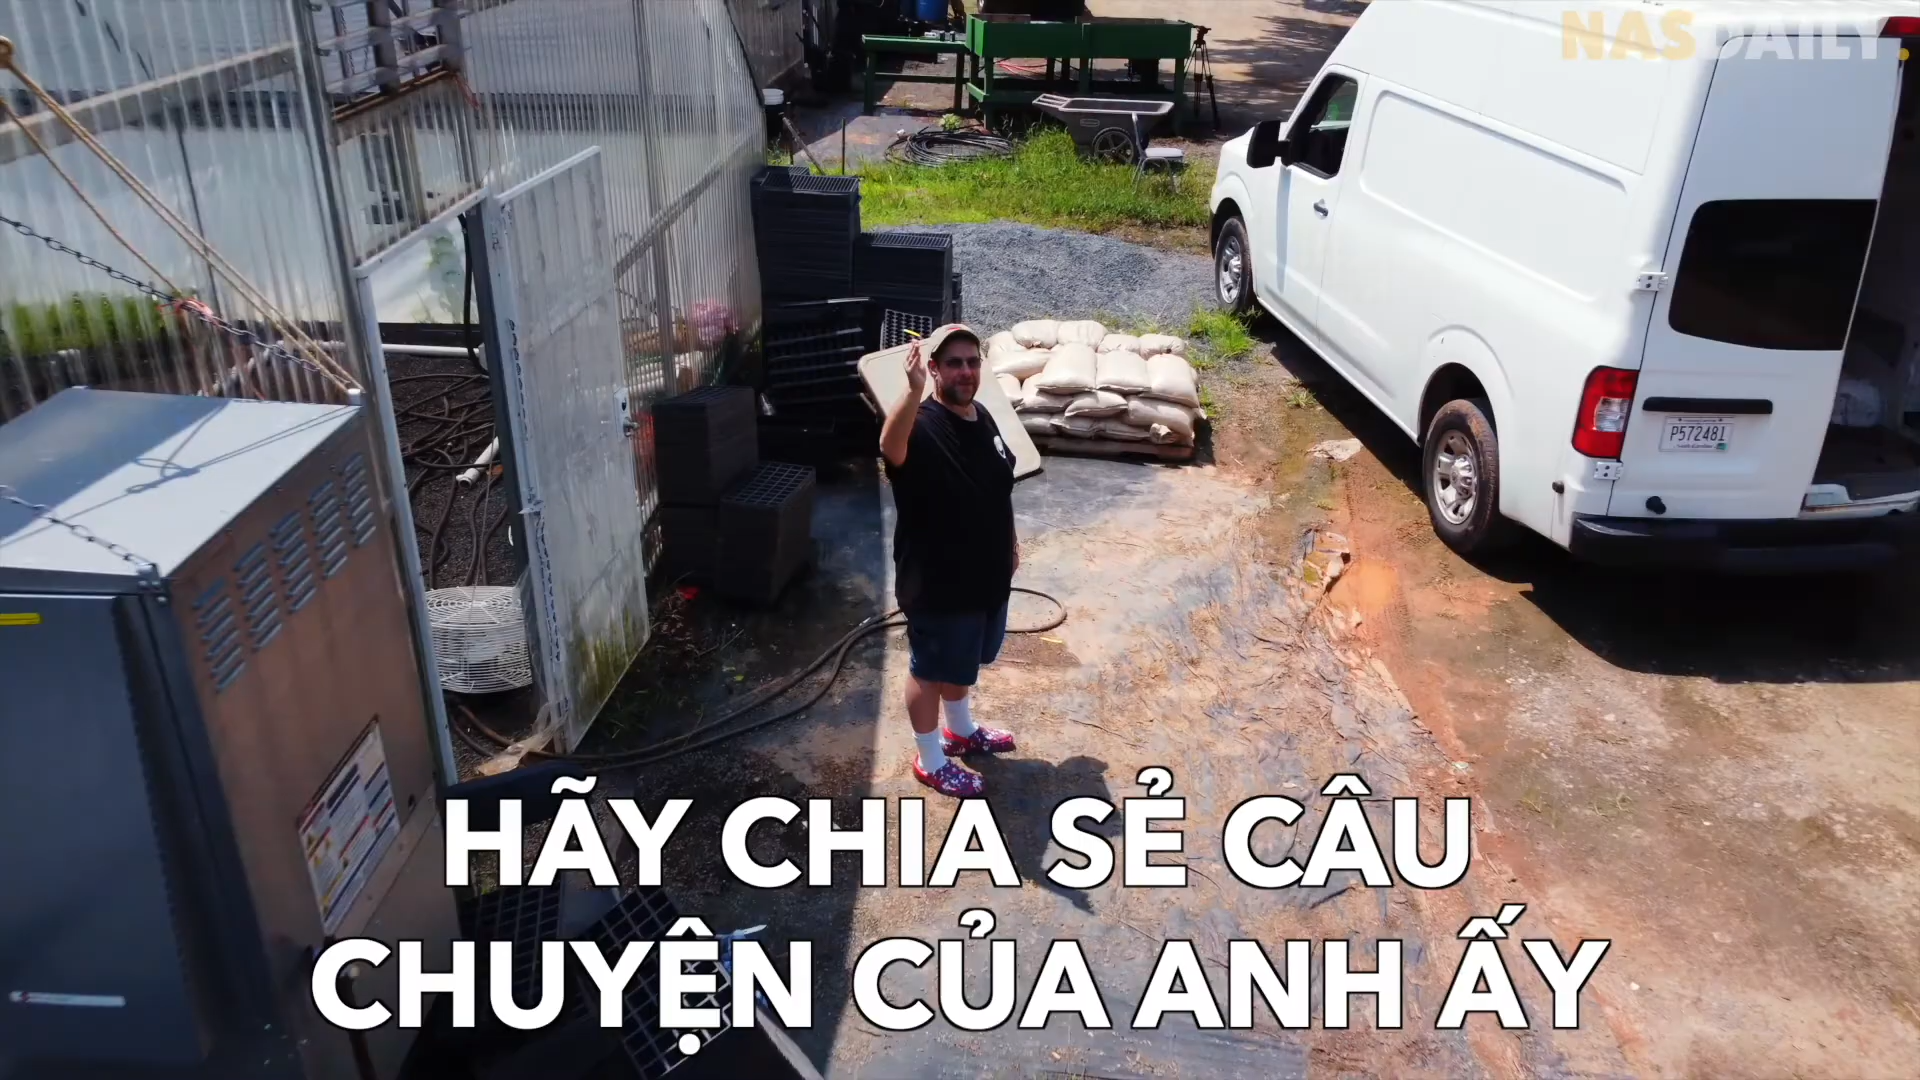 NAS DAILY.
P572481
HÃY CHIA SẺ CÂU
CHUYỆN CỦA ANH ẤY